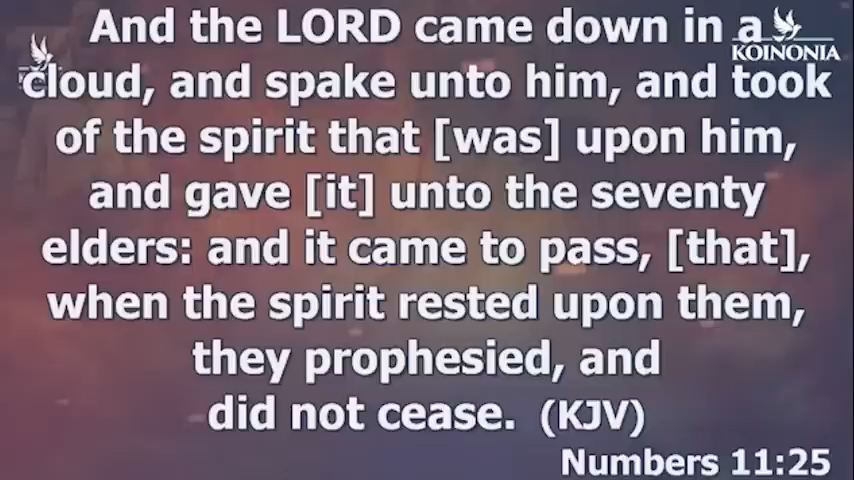 And the LORD came down in a
KOINONIA
cloud, and spake unto him, and took
of the spirit that [was] upon him,
and gave [it] unto the seventy
elders: and it came to pass, [that],
when the spirit rested upon them,
they prophesied, and
did not cease. (KJV)
Numbers 11:25